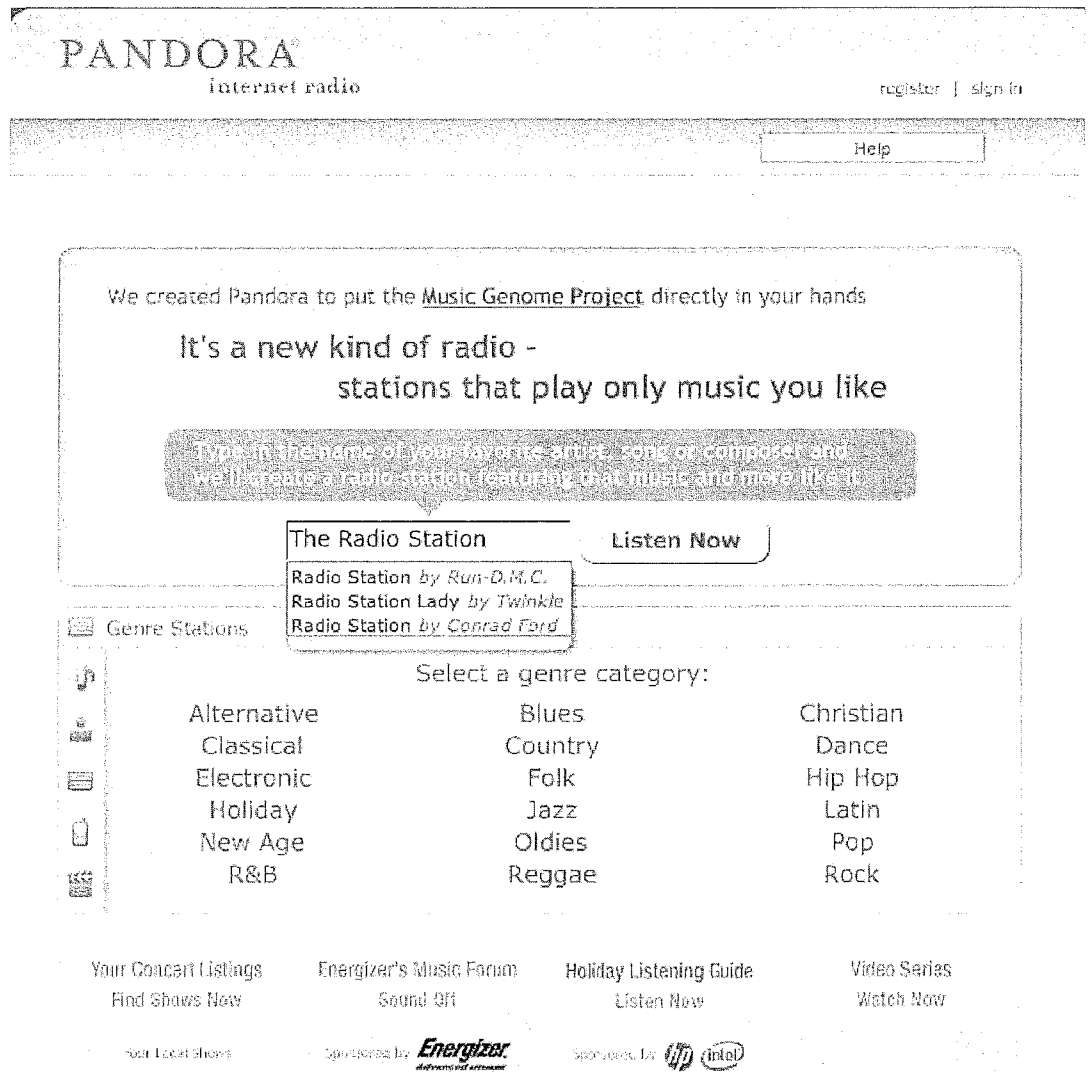 PANDORA®
internet radio
register | sign in
Help
We created Pandora to put the Music Genome Project directly in your hands
It's a new kind of radio -
stations that play only music you like
Type in the name of your favorite artist, song or composer and
we'll create a radio station featuring that music and more like it
The Radio Station
Listen Now
Radio Station by Run-D.M.C.
Radio Station Lady by Twinkle
Radio Station by Conrad Ford
Genre Stations
Select a genre category:
Alternative Blues Christian
Classical Country Dance
Electronic Folk Hip Hop
Holiday Jazz Latin
New Age Oldies Pop
R&B Reggae Rock
Your Concert Listings Energizer's Music Forum Holiday Listening Guide Video Series
Find Shows Now Sound Off Listen Now Watch Now
Your Local Shows Sponsored by Energizer Sponsored by hp intel